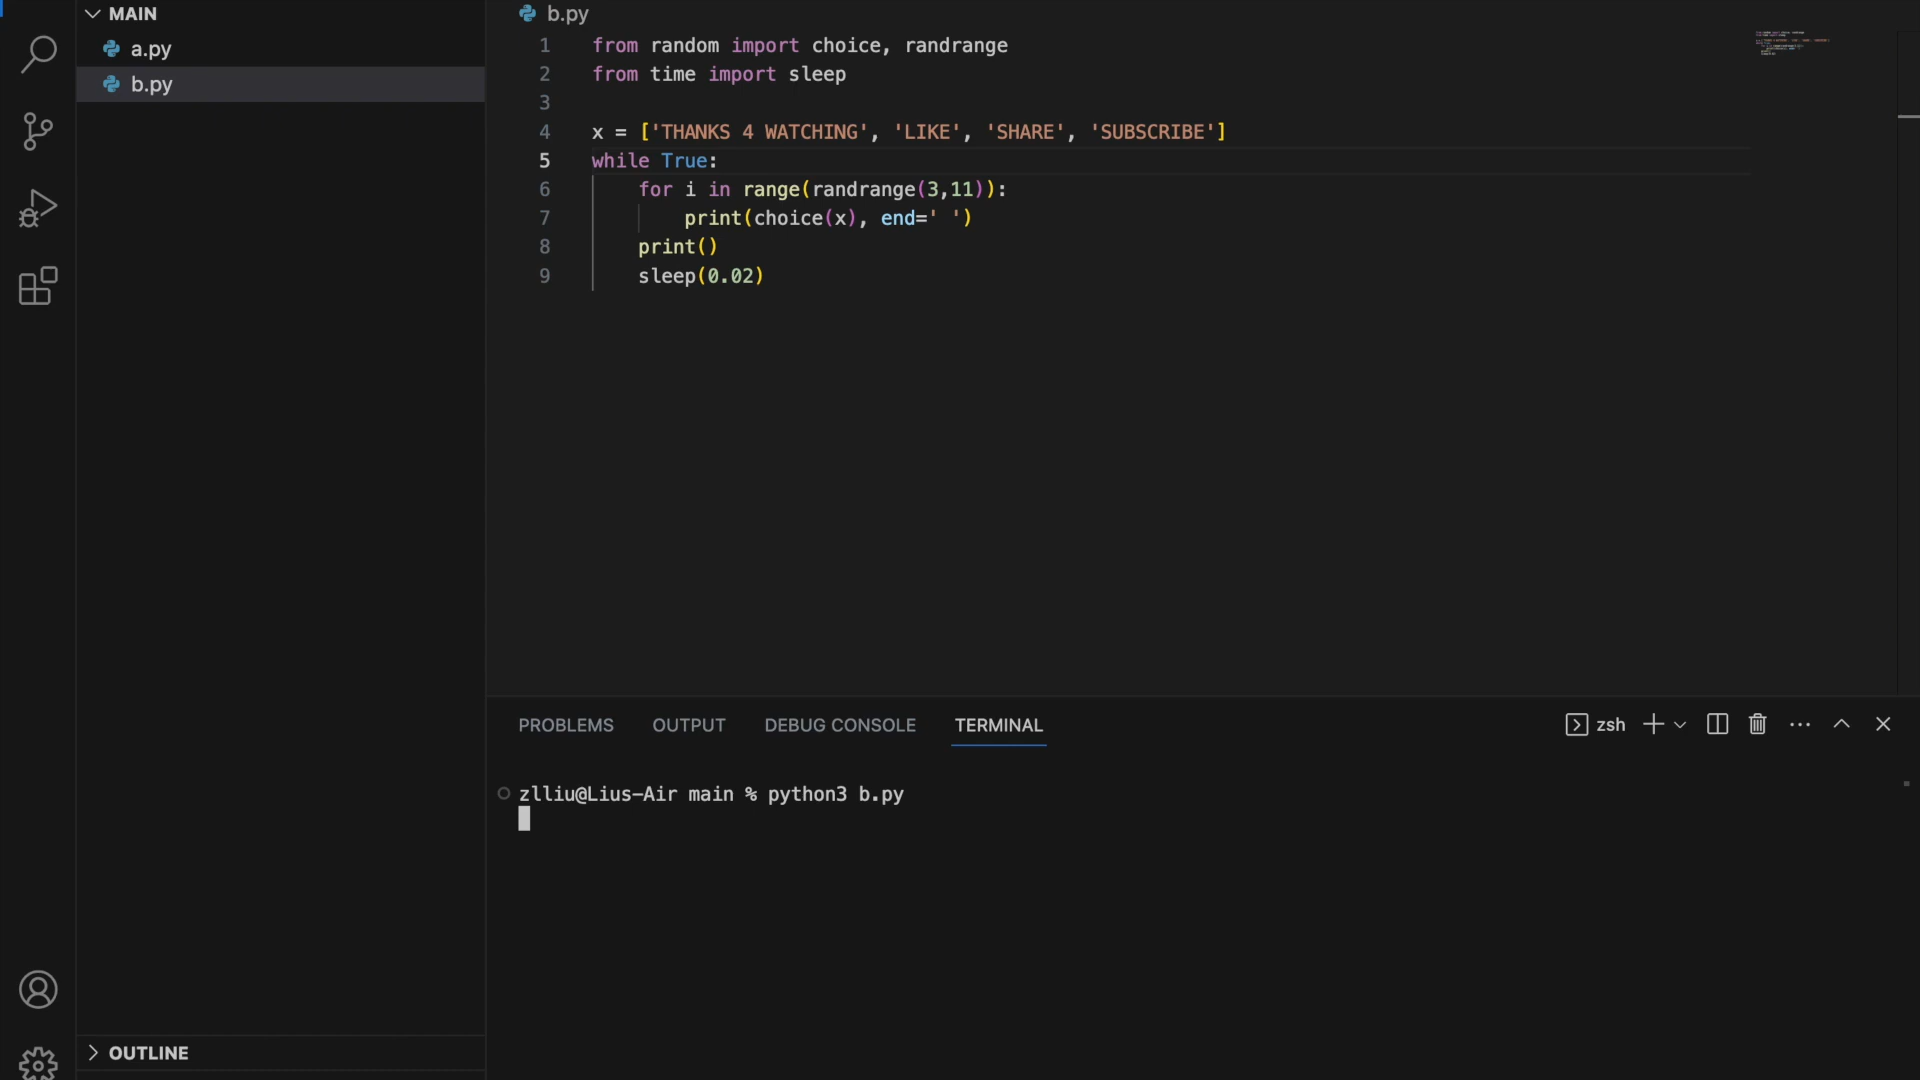 MAIN
a.py
b.py
b.py
1 from random import choice, randrange
2 from time import sleep
3
4 x = ['THANKS 4 WATCHING', 'LIKE', 'SHARE', 'SUBSCRIBE']
5 while True:
6     for i in range(randrange(3,11)):
7         print(choice(x), end=' ')
8     print()
9     sleep(0.02)
PROBLEMS OUTPUT DEBUG CONSOLE TERMINAL zsh
zlliu@Lius-Air main % python3 b.py
OUTLINE